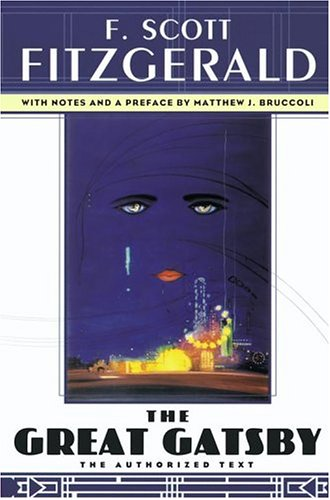 F. SCOTT
FITZGERALD
WITH NOTES AND A PREFACE BY MATTHEW J. BRUCCOLI
THE
GREAT GATSBY
THE AUTHORIZED TEXT